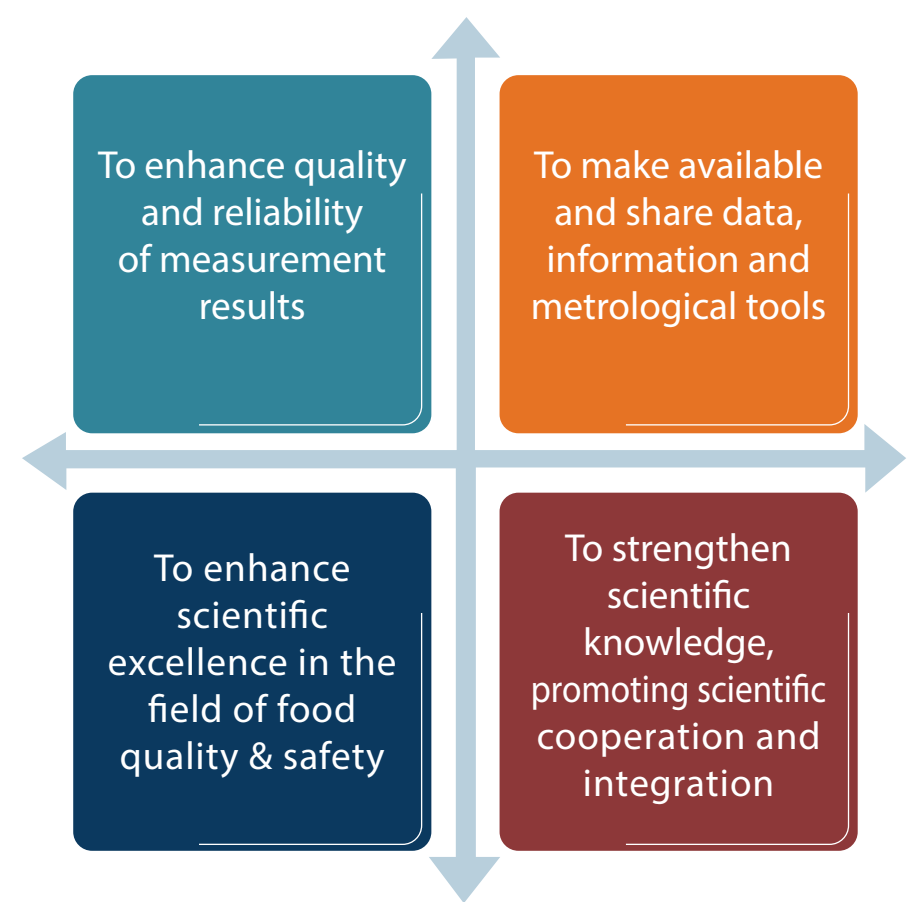 To enhance quality
and reliability
of measurement
results
To make available
and share data,
information and
metrological tools
To enhance
scientific
excellence in the
field of food
quality & safety
To strengthen
scientific
knowledge,
promoting scientific
cooperation and
integration